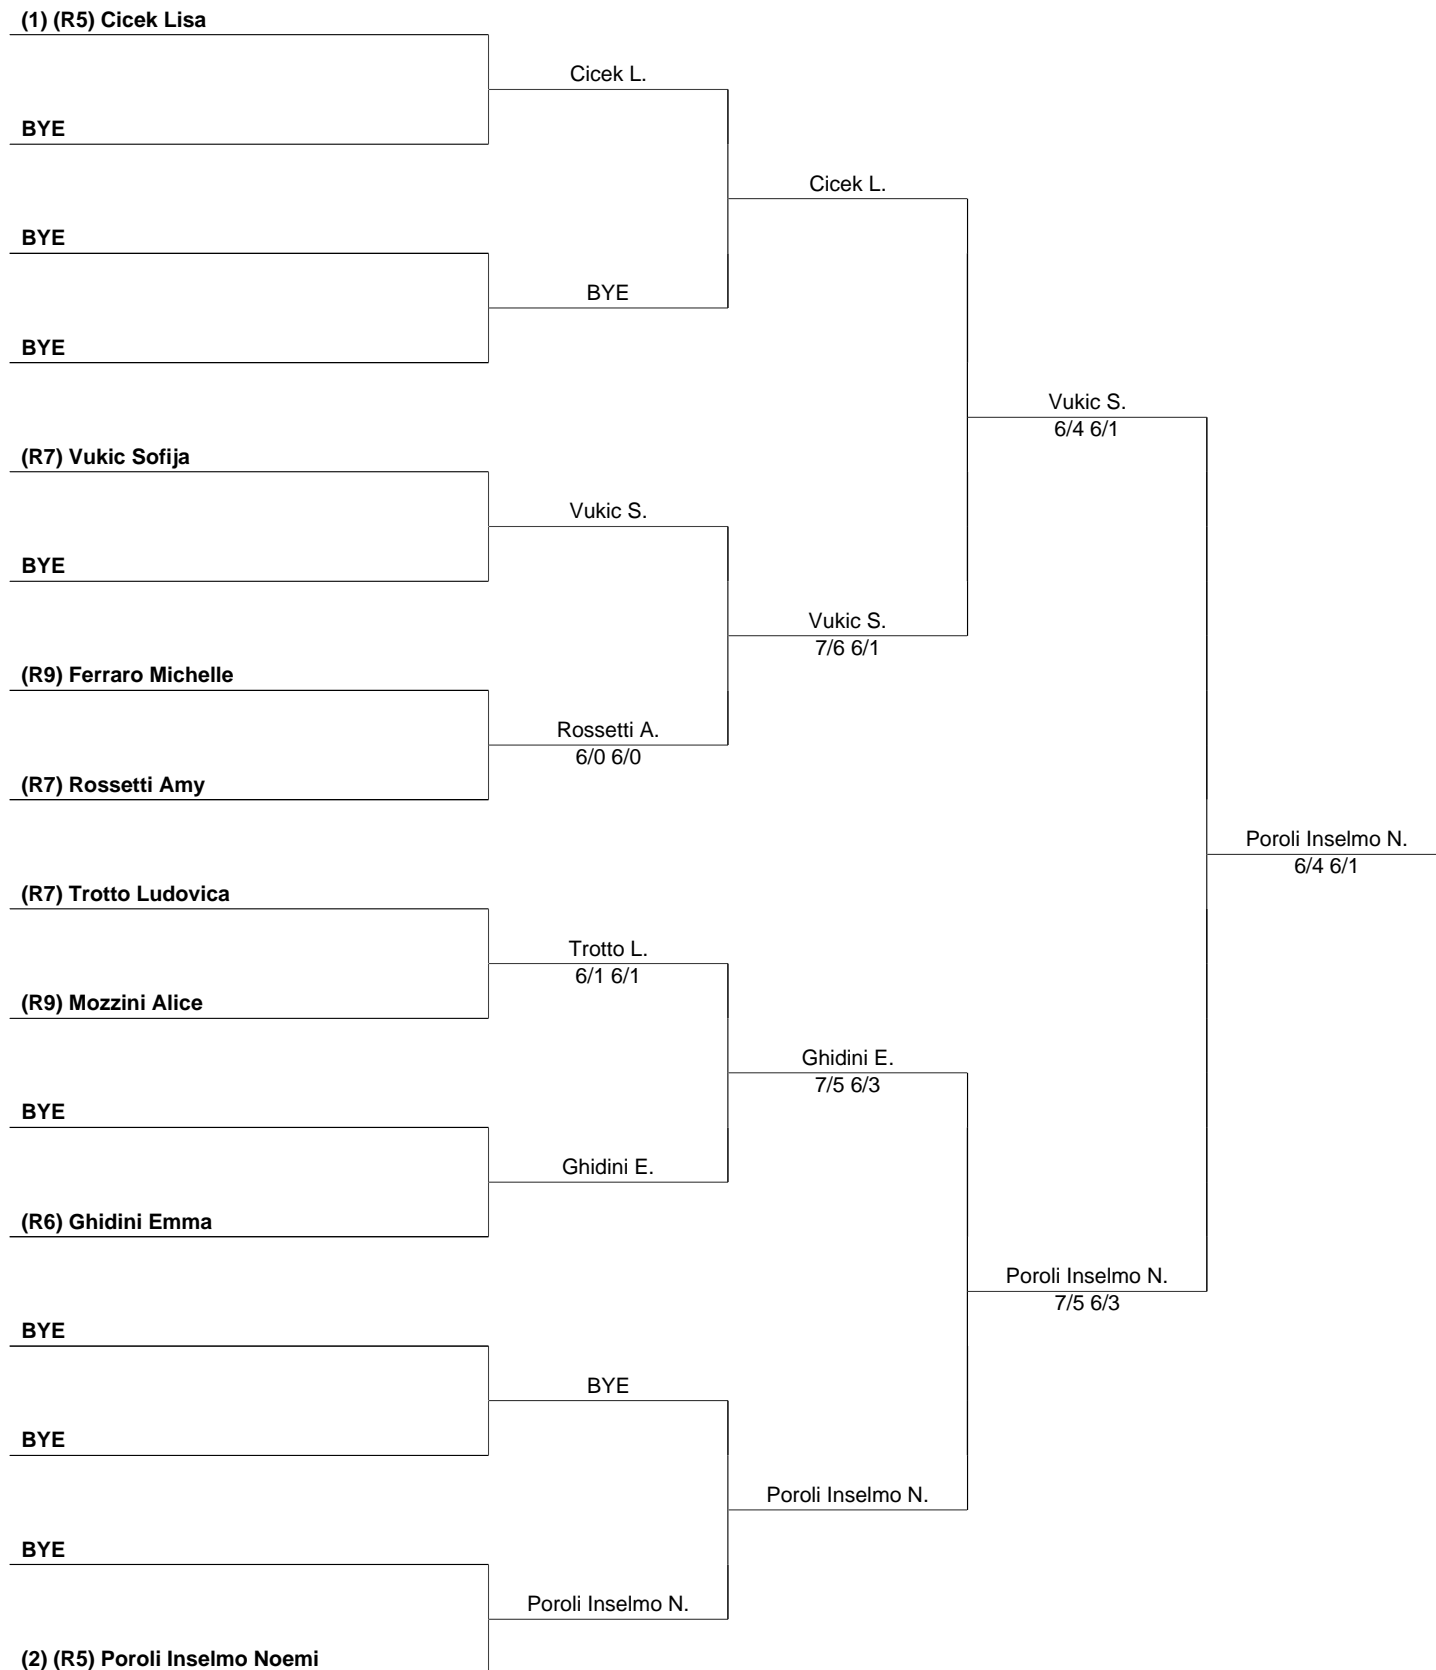 (1) (R5) Cicek Lisa
Cicek L.
BYE
Cicek L.
BYE
BYE
BYE
Vukic S.
6/4 6/1
(R7) Vukic Sofija
Vukic S.
BYE
Vukic S.
7/6 6/1
(R9) Ferraro Michelle
Rossetti A.
6/0 6/0
(R7) Rossetti Amy
Poroli Inselmo N.
6/4 6/1
(R7) Trotto Ludovica
Trotto L.
6/1 6/1
(R9) Mozzini Alice
Ghidini E.
7/5 6/3
BYE
Ghidini E.
(R6) Ghidini Emma
Poroli Inselmo N.
7/5 6/3
BYE
BYE
BYE
Poroli Inselmo N.
BYE
Poroli Inselmo N.
(2) (R5) Poroli Inselmo Noemi